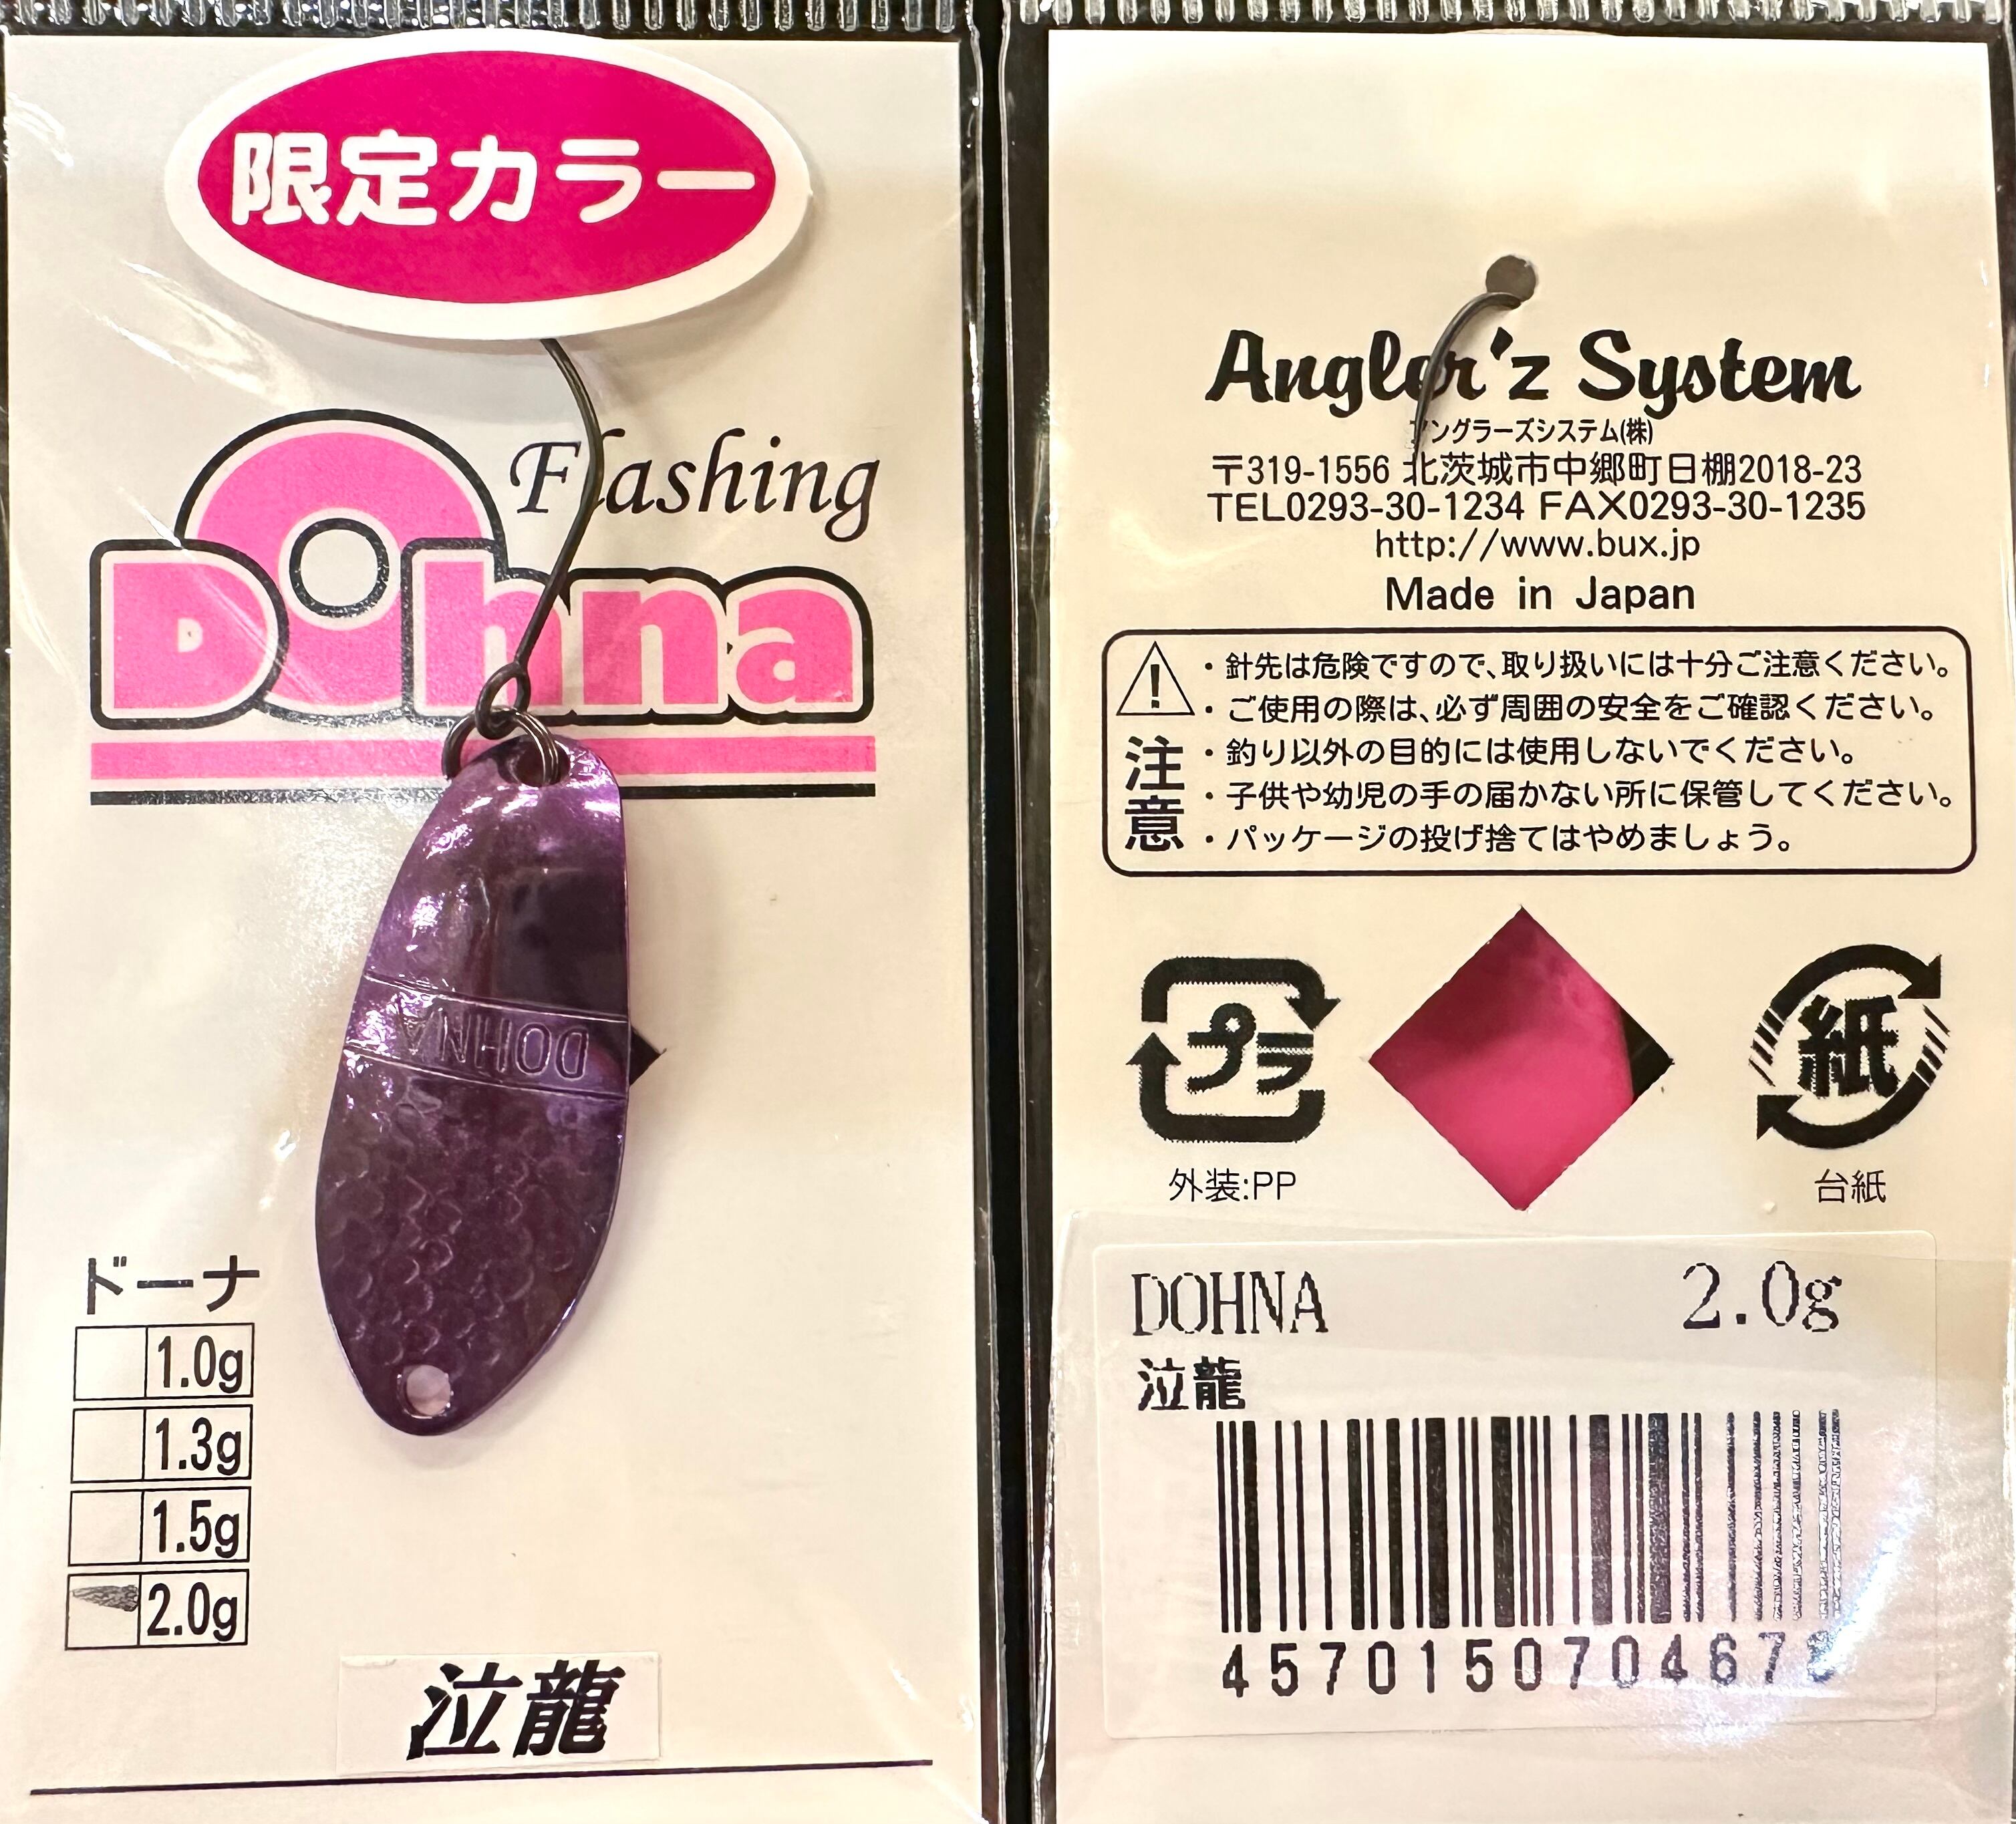 限定カラー
Flashing
Dohna
DOHNA
ドーナ
1.0g
1.3g
1.5g
2.0g
泣龍
Angler'z System
アングラーズシステム(株)
〒319-1556 北茨城市中郷町日棚2018-23
TEL0293-30-1234 FAX0293-30-1235
http://www.bux.jp
Made in Japan
注意
・針先は危険ですので、取り扱いには十分ご注意ください。
・ご使用の際は、必ず周囲の安全をご確認ください。
・釣り以外の目的には使用しないでください。
・子供や幼児の手の届かない所に保管してください。
・パッケージの投げ捨てはやめましょう。
プラ
紙
外装:PP
台紙
DOHNA 2.0g
泣龍
457015070467